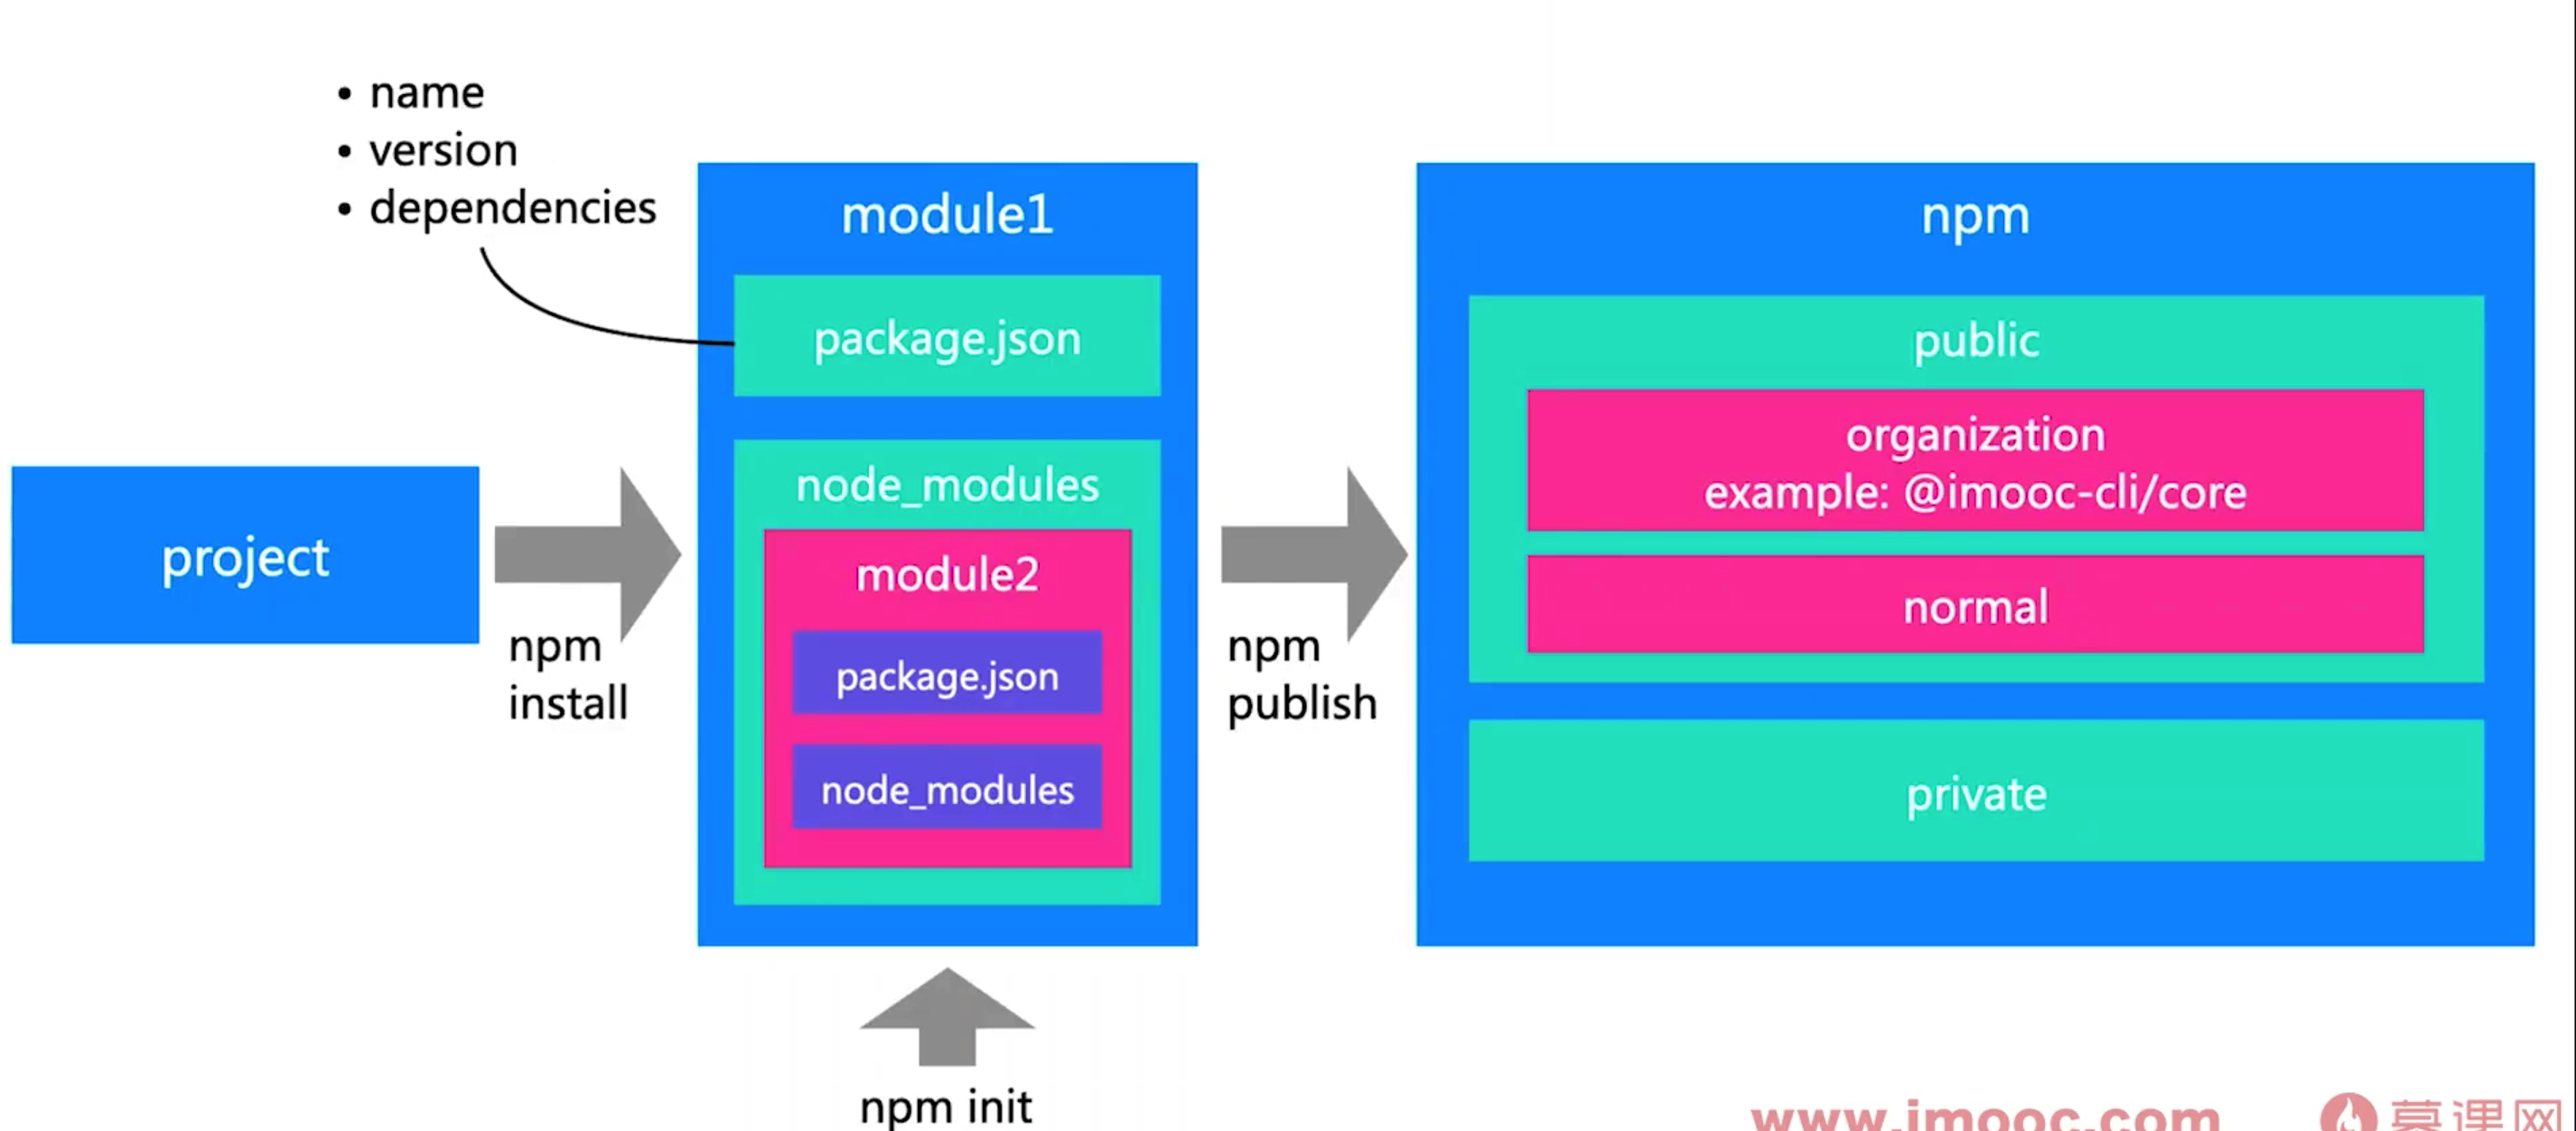 • name
• version
• dependencies
project
npm
install
module1
package.json
node_modules
module2
package.json
node_modules
npm init
npm
publish
npm
public
organization
example: @imooc-cli/core
normal
private
www.imooc.com
慕课网